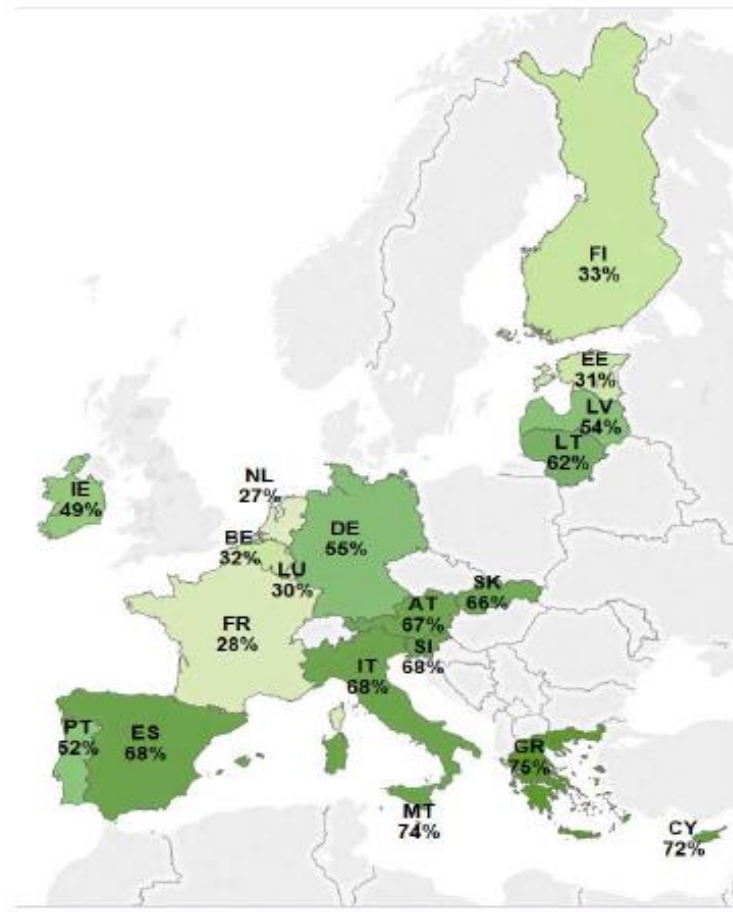 FI
33%
EE
31%
LV
54%
LT
62%
IE
49%
NL
27%
DE
55%
BE
32%
LU
30%
SK
66%
AT
67%
FR
28%
SI
68%
IT
68%
PT
52%
ES
68%
GR
75%
MT
74%
CY
72%